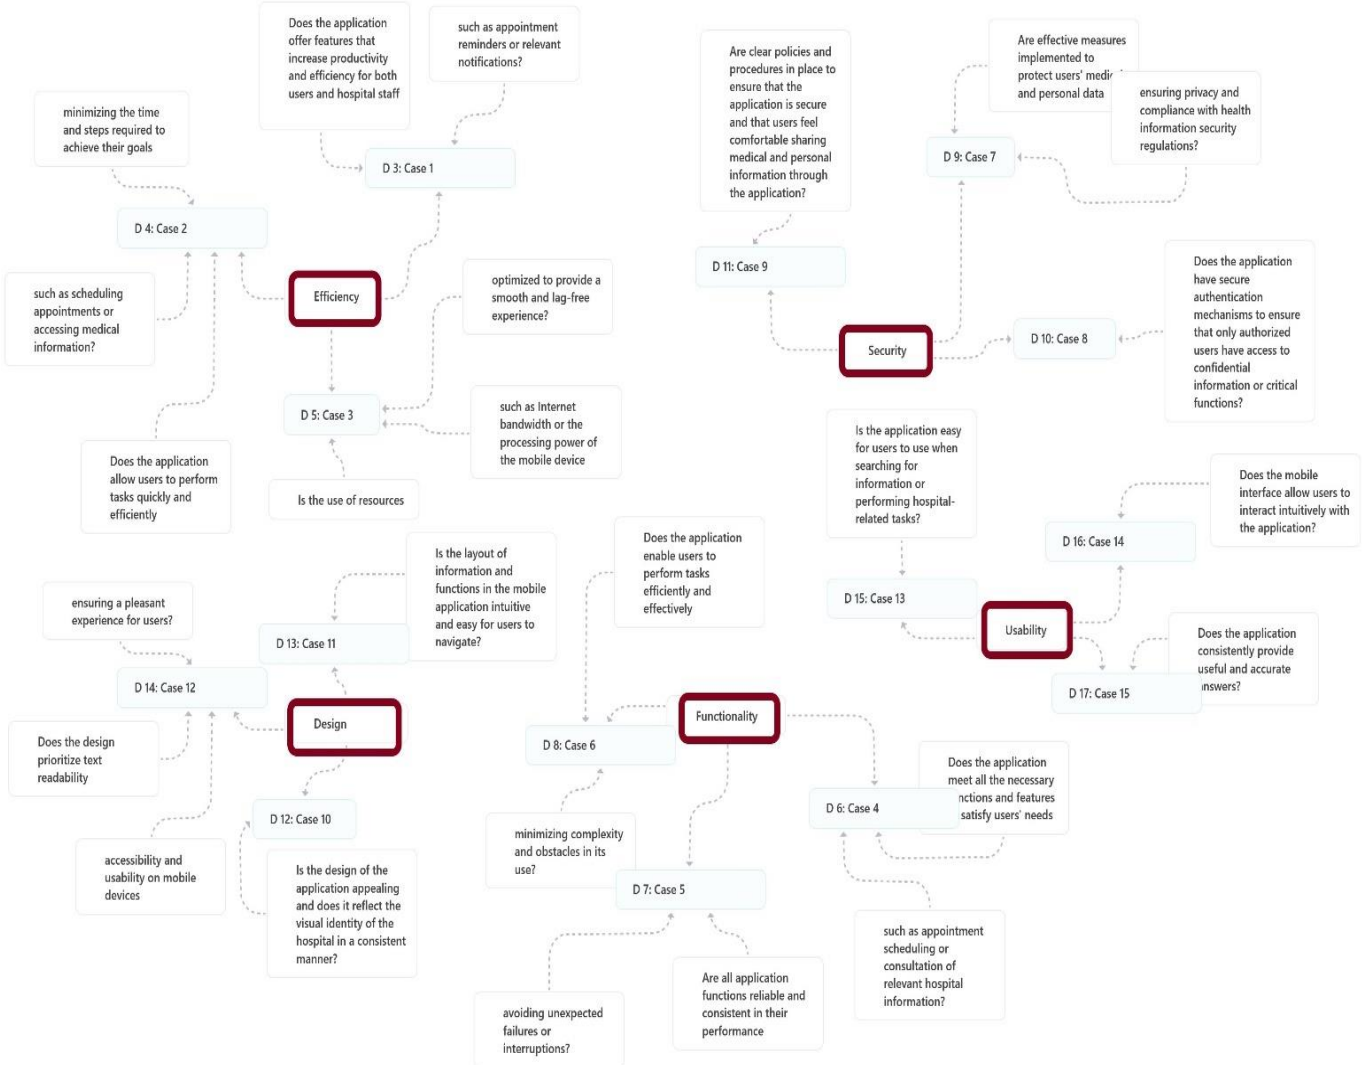 Does the application
offer features that
increase productivity
and efficiency for both
users and hospital staff
such as appointment
reminders or relevant
notifications?
minimizing the time
and steps required to
achieve their goals
D 3: Case 1
D 4: Case 2
such as scheduling
appointments or
accessing medical
information?
Efficiency
optimized to provide a
smooth and lag-free
experience?
D 5: Case 3
such as Internet
bandwidth or the
processing power of
the mobile device
Does the application
allow users to perform
tasks quickly and
efficiently
Is the use of resources
Are clear policies and
procedures in place to
ensure that the
application is secure
and that users feel
comfortable sharing
medical and personal
information through
the application?
Are effective measures
implemented to
protect users'
and personal data
ensuring privacy and
compliance with health
information security
regulations?
D 9: Case 7
D 11: Case 9
Security
D 10: Case 8
Does the application
have secure
authentication
mechanisms to ensure
that only authorized
users have access to
confidential
information or critical
functions?
Is the application easy
for users to use when
searching for
information or
performing hospital-
related tasks?
Does the mobile
interface allow users to
interact intuitively with
the application?
D 16: Case 14
D 15: Case 13
Usability
Does the application
consistently provide
useful and accurate
answers?
D 17: Case 15
Is the layout of
information and
functions in the mobile
application intuitive
and easy for users to
navigate?
ensuring a pleasant
experience for users?
D 13: Case 11
D 14: Case 12
Design
Does the design
prioritize text
readability
D 12: Case 10
accessibility and
usability on mobile
devices
Is the design of the
application appealing
and does it reflect the
visual identity of the
hospital in a consistent
manner?
Does the application
enable users to
perform tasks
efficiently and
effectively
Functionality
D 8: Case 6
minimizing complexity
and obstacles in its
use?
D 7: Case 5
D 6: Case 4
Does the application
meet all the necessary
and features
satisfy users' needs
such as appointment
scheduling or
consultation of
relevant hospital
information?
avoiding unexpected
failures or
interruptions?
Are all application
functions reliable and
consistent in their
performance